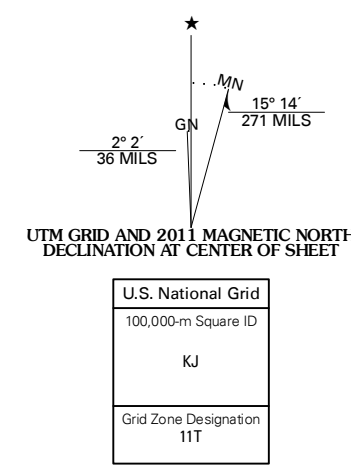 ★
MN
GN
15° 14´
271 MILS
2° 2´
36 MILS
UTM GRID AND 2011 MAGNETIC NORTH
DECLINATION AT CENTER OF SHEET
U.S. National Grid
100,000-m Square ID
KJ
Grid Zone Designation
11T